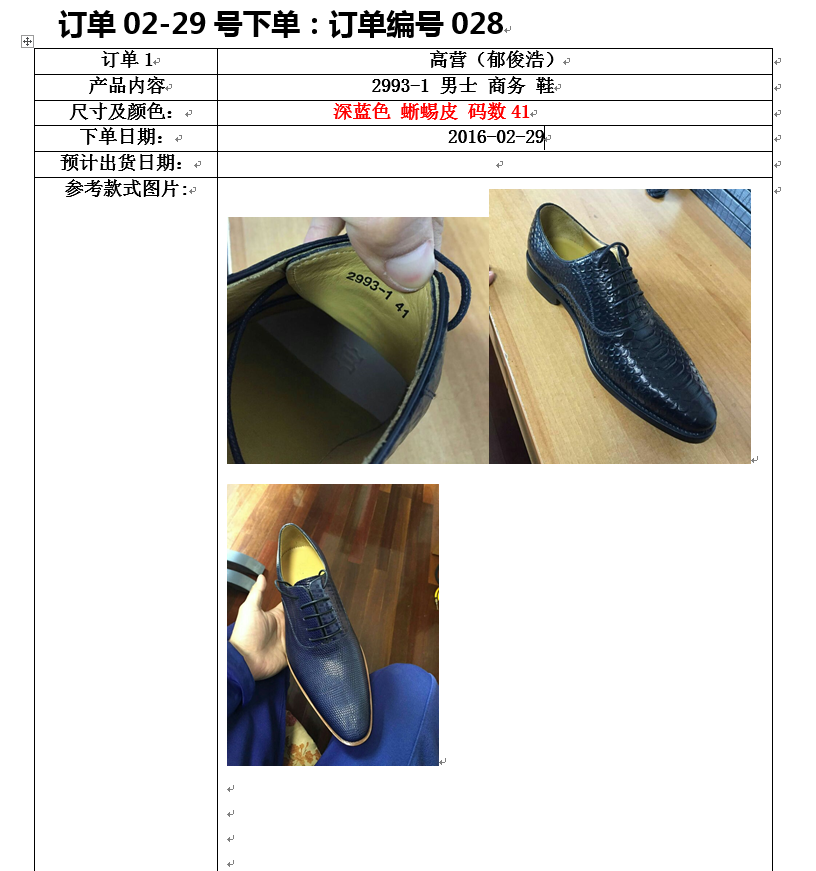 订单 02-29 号下单：订单编号 028
订单 1 高营（郁俊浩）
产品内容 2993-1 男士 商务 鞋
尺寸及颜色： 深蓝色 蜥蜴皮 码数 41
下单日期： 2016-02-29
预计出货日期：
参考款式图片:
2993-1 41